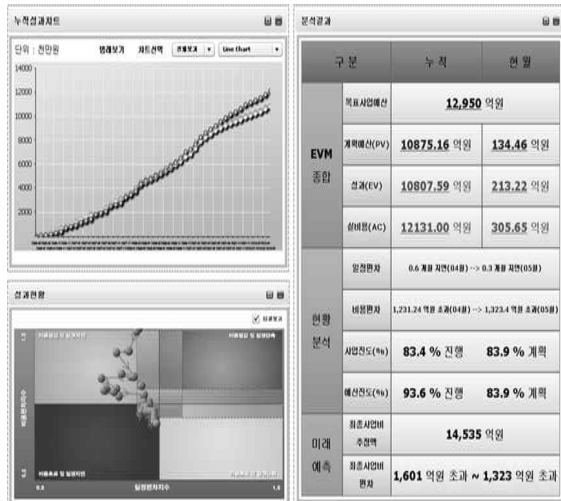 누적성과차트
단위 : 천만원
범례보기
차트선택
전체보기
Line Chart
14000
12000
10000
8000
6000
4000
2000
성과현황
비용편차지수
일정편차지수
0.5
1.5
분석결과
구 분 누 적 현 월
EVM 종합
목표사업예산 12,950 억원
계획예산(PV) 10875.16 억원 134.46 억원
성과(EV) 10807.59 억원 213.22 억원
실비용(AC) 12131.00 억원 305.65 억원
현황 분석
일정편차 0.6 개월 지연(04월) --> 0.3 개월 지연(05월)
비용편차 1,231.24 억원 초과(04월) --> 1,323.4 억원 초과(05월)
사업진도(%) 83.4 % 진행 83.9 % 계획
예산진도(%) 93.6 % 진행 83.9 % 계획
미래 예측
최종사업비 추정액 14,535 억원
최종사업비 편차 1,601 억원 초과 ~ 1,323 억원 초과